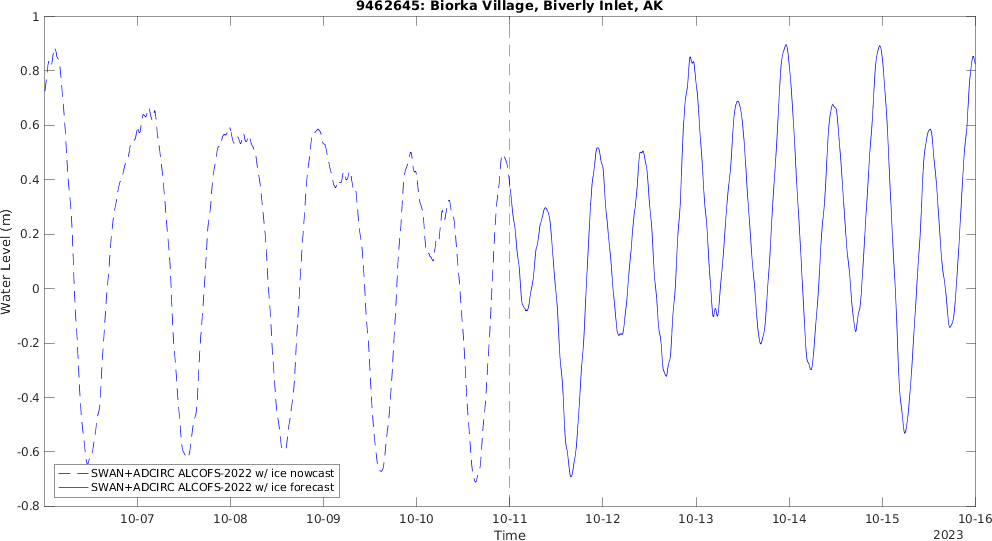 9462645: Biorka Village, Biverly Inlet, AK
Water Level (m)
1
0.8
0.6
0.4
0.2
0
-0.2
-0.4
-0.6
-0.8
SWAN+ADCIRC ALCOFS-2022 w/ ice nowcast
SWAN+ADCIRC ALCOFS-2022 w/ ice forecast
10-07 10-08 10-09 10-10 10-11 10-12 10-13 10-14 10-15 10-16
Time
2023